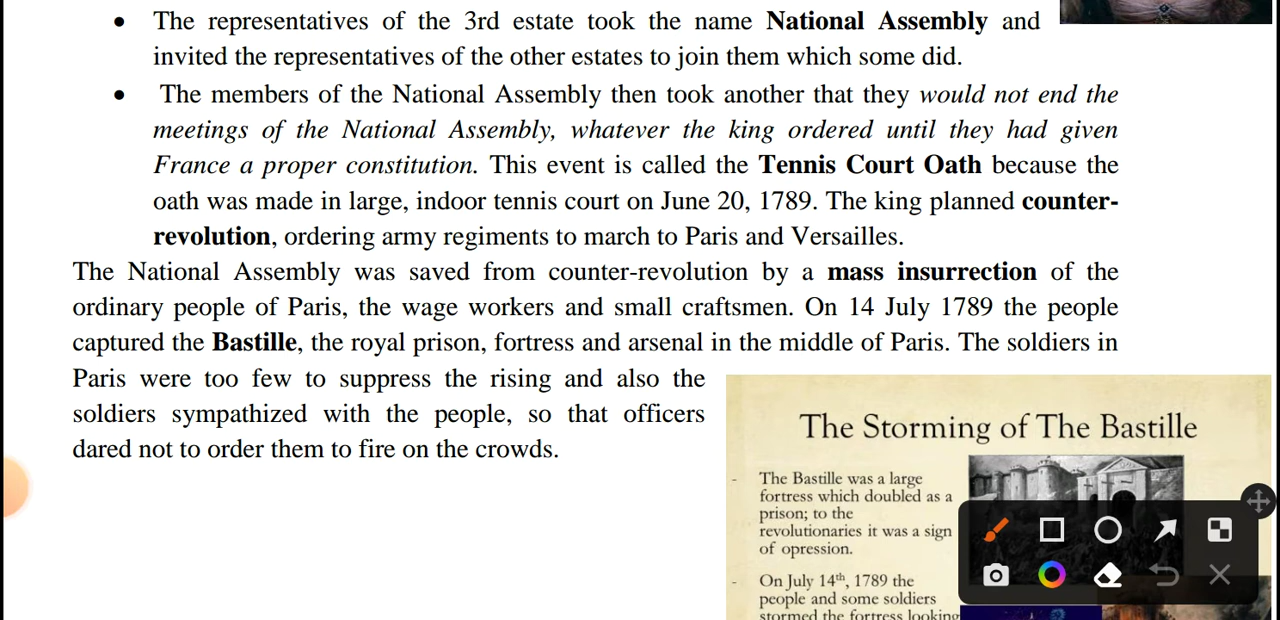 • The representatives of the 3rd estate took the name National Assembly and
invited the representatives of the other estates to join them which some did.
• The members of the National Assembly then took another that they would not end the
meetings of the National Assembly, whatever the king ordered until they had given
France a proper constitution. This event is called the Tennis Court Oath because the
oath was made in large, indoor tennis court on June 20, 1789. The king planned counter-
revolution, ordering army regiments to march to Paris and Versailles.
The National Assembly was saved from counter-revolution by a mass insurrection of the
ordinary people of Paris, the wage workers and small craftsmen. On 14 July 1789 the people
captured the Bastille, the royal prison, fortress and arsenal in the middle of Paris. The soldiers in
Paris were too few to suppress the rising and also the
soldiers sympathized with the people, so that officers
dared not to order them to fire on the crowds.
The Storming of The Bastille
- The Bastille was a large
fortress which doubled as a
prison; to the
revolutionaries it was a sign
of opression.
- On July 14th, 1789 the
people and some soldiers
stormed the fortress looking